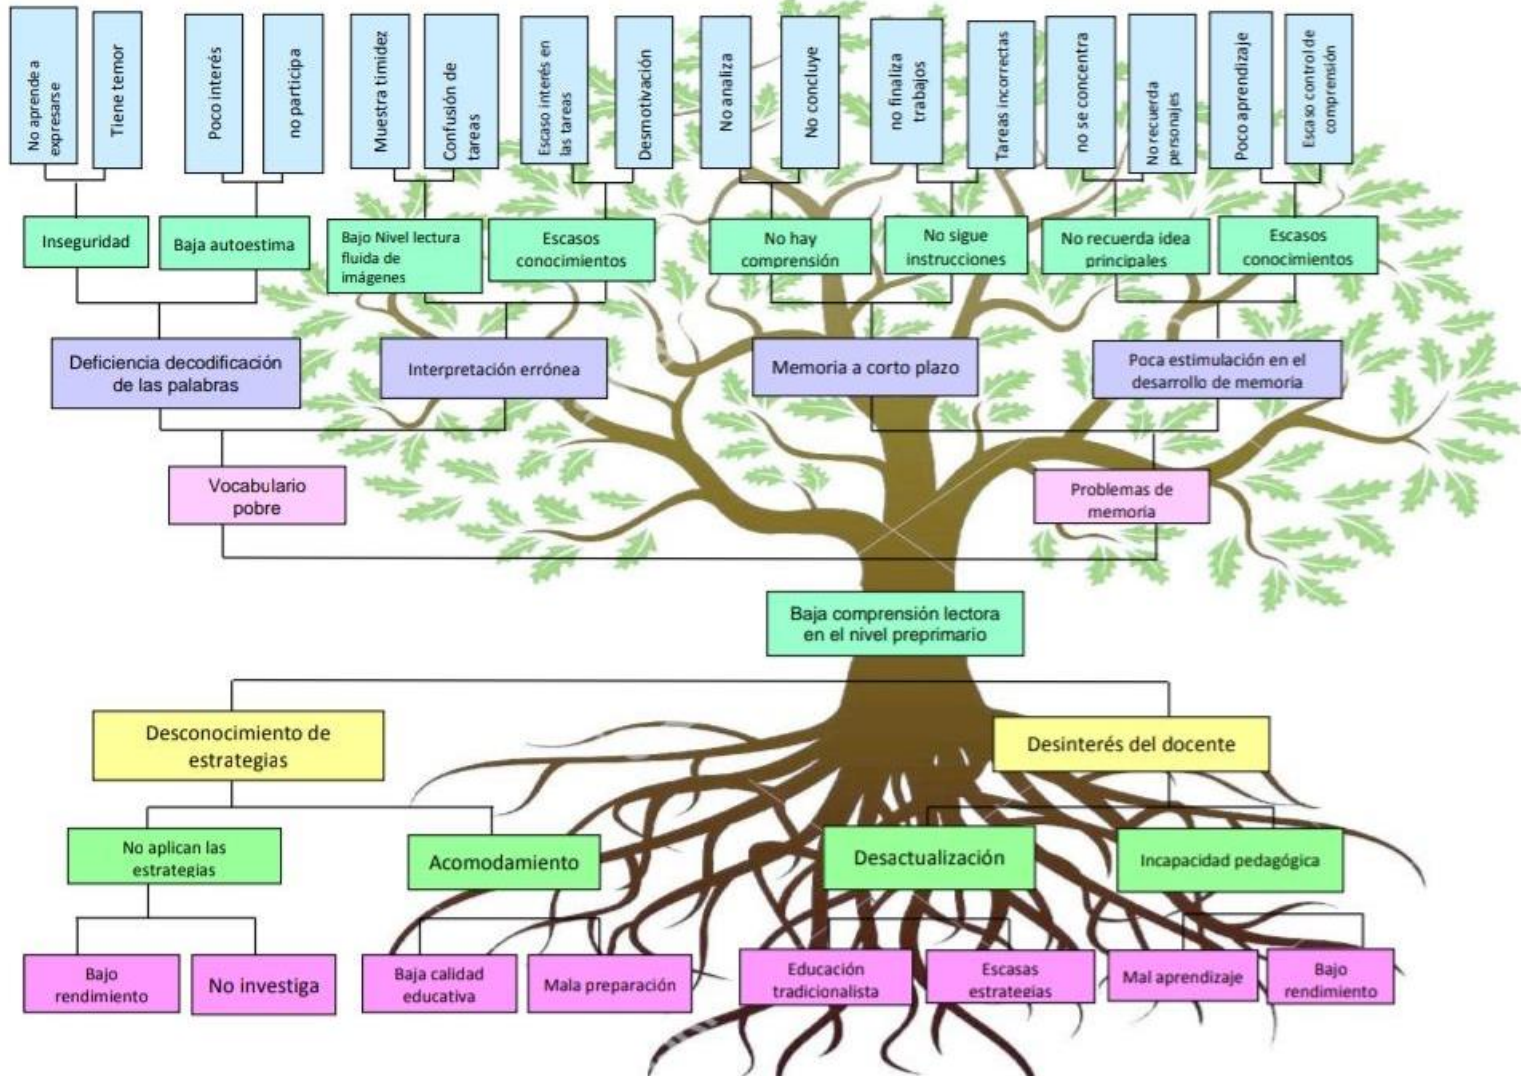 No aprende a
expresarse
Tiene temor
Poco interés
no participa
Muestra timidez
Confusión de
tareas
Escaso interés en
las tareas
Desmotivación
No analiza
No concluye
no finaliza
trabajos
Tareas incorrectas
no se concentra
No recuerda
personajes
Poco aprendizaje
Escaso control de
comprensión
Inseguridad
Baja autoestima
Bajo Nivel lectura
fluida de
imágenes
Escasos
conocimientos
No hay
comprensión
No sigue
instrucciones
No recuerda idea
principales
Escasos
conocimientos
Deficiencia decodificación
de las palabras
Interpretación errónea
Memoria a corto plazo
Poca estimulación en el
desarrollo de memoria
Vocabulario
pobre
Problemas de
memoria
Baja comprensión lectora
en el nivel preprimario
Desconocimiento de
estrategias
Desinterés del docente
No aplican las
estrategias
Acomodamiento
Desactualización
Incapacidad pedagógica
Bajo
rendimiento
No investiga
Baja calidad
educativa
Mala preparación
Educación
tradicionalista
Escasas
estrategias
Mal aprendizaje
Bajo
rendimiento